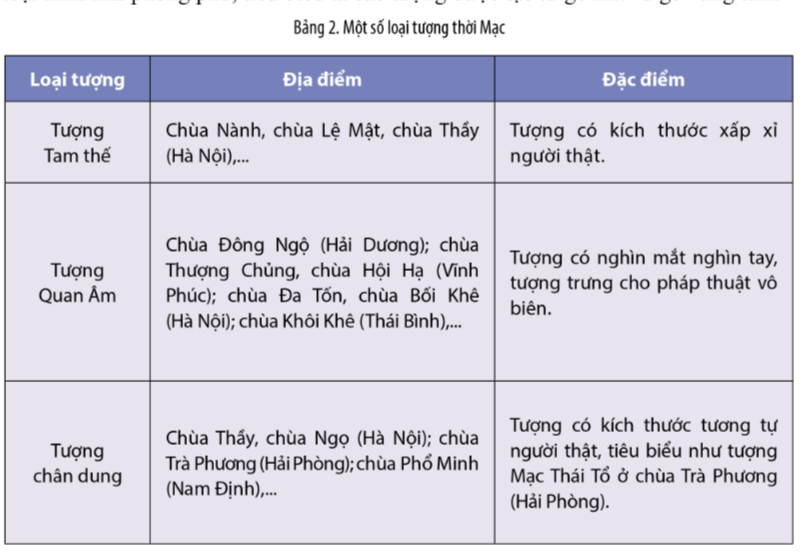 Bảng 2. Một số loại tượng thời Mạc
Loại tượng
Địa điểm
Đặc điểm
Tượng
Tam thế
Chùa Nành, chùa Lệ Mật, chùa Thầy
(Hà Nội),...
Tượng có kích thước xấp xỉ
người thật.
Tượng
Quan Âm
Chùa Đông Ngộ (Hải Dương); chùa
Thượng Chủng, chùa Hội Hạ (Vĩnh
Phúc); chùa Đa Tốn, chùa Bối Khê
(Hà Nội); chùa Khôi Khê (Thái Bình),...
Tượng có nghìn mắt nghìn tay,
tượng trưng cho pháp thuật vô
biên.
Tượng
chân dung
Chùa Thầy, chùa Ngọ (Hà Nội); chùa
Trà Phương (Hải Phòng); chùa Phổ Minh
(Nam Định),...
Tượng có kích thước tương tự
người thật, tiêu biểu như tượng
Mạc Thái Tổ ở chùa Trà Phương
(Hải Phòng).